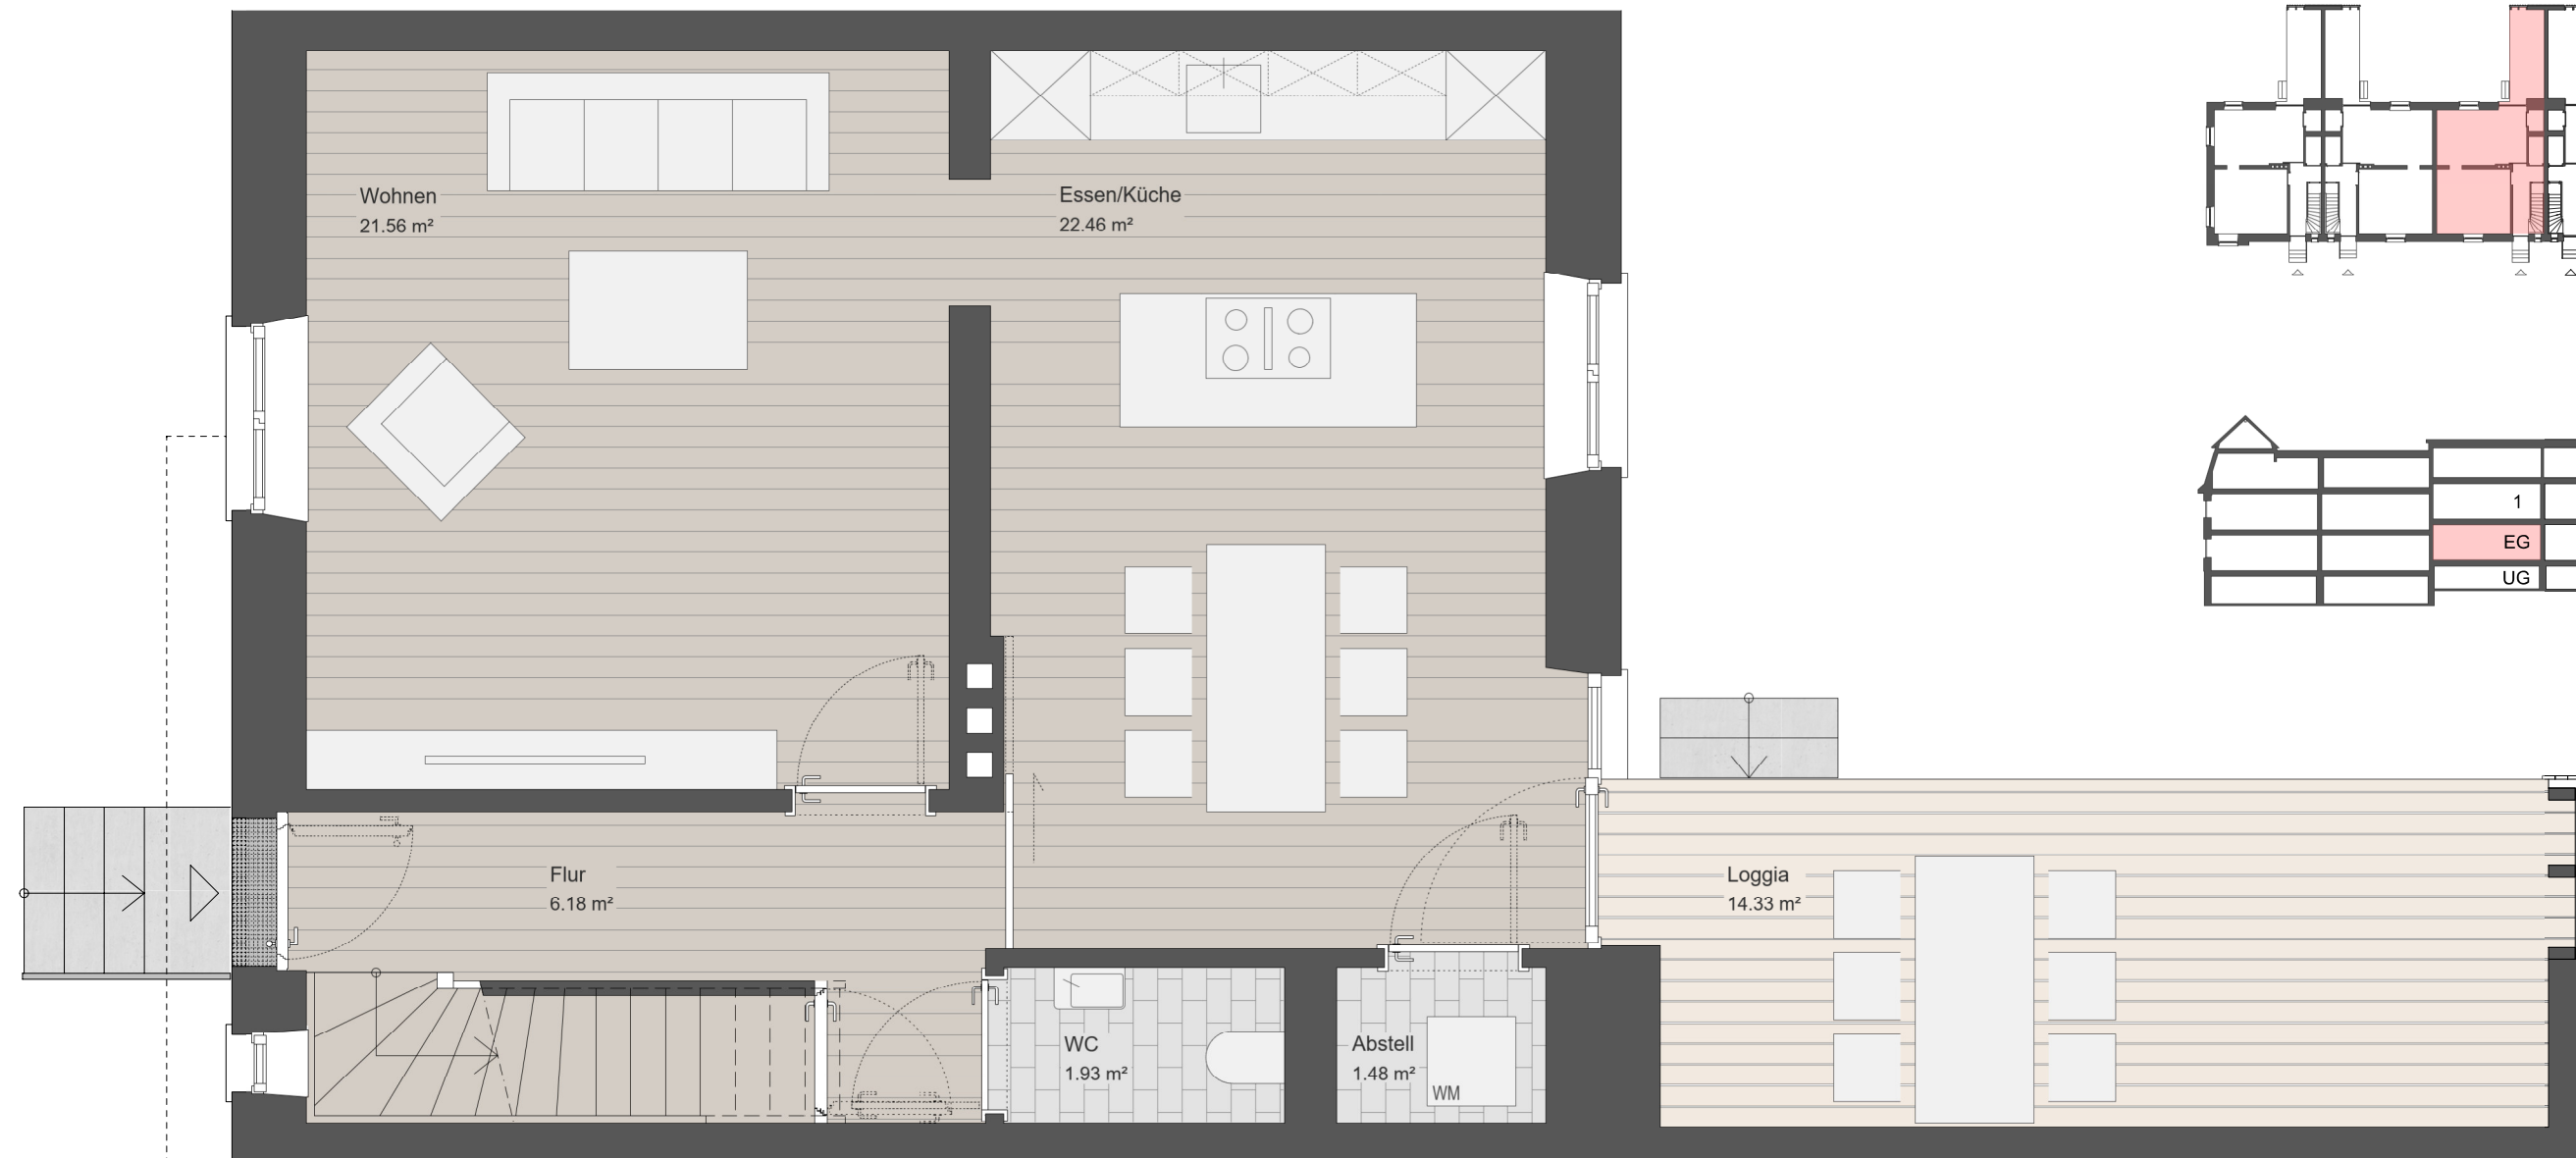 Wohnen
21.56 m²
Essen/Küche
22.46 m²
1
EG
UG
Flur
6.18 m²
Loggia
14.33 m²
WC
1.93 m²
Abstell
1.48 m²
WM